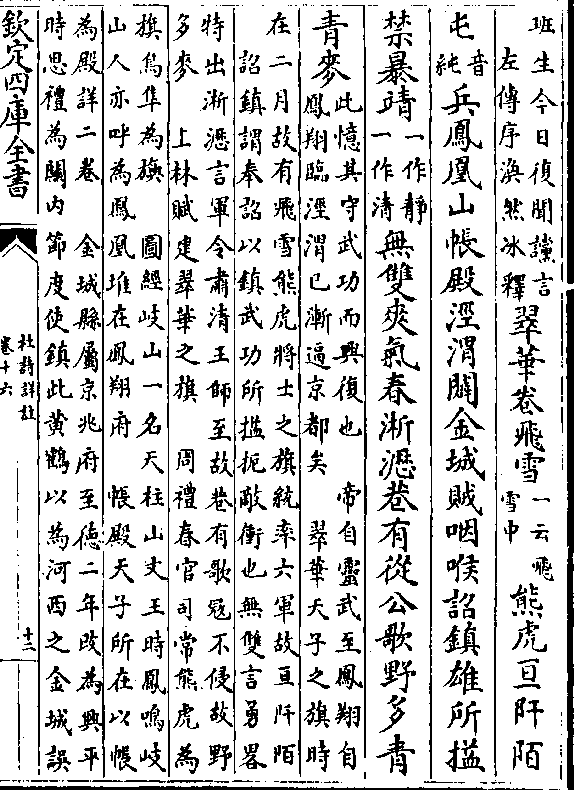 班生今日復聞讜言
左傳序渙然冰釋
翠華卷飛雪
一云飛
雪中
熊虎亘阡陌
屯
音
純
兵鳳凰山帳殿涇渭闢金城賊咽喉詔鎮雄所搤
禁暴靖
一作靜
一作清
無雙爽氣春淅瀝巷有從公歌野多青
青麥
此憶其守武功而興復也　帝自靈武至鳳翔自
鳳翔臨涇渭已漸逼京都矣　翠華天子之旗時
在二月故有飛雪熊虎將士之旗統率六軍故亘阡陌
詔鎮謂奉詔以鎮武功所搤扼敵衝也無雙言勇畧
特出淅瀝言軍令肅清王師至故巷有歌寇不侵故野
多麥　上林賦建翠華之旗　周禮春官司常熊虎為
旗鳥隼為旟　圖經岐山一名天柱山文王時鳳鳴岐
山人亦呼為鳳凰堆在鳳翔府　帳殿天子所在以帳
為殿詳二卷　金城縣屬京兆府至德二年改為興平
時思禮為關內節度使鎮此黃鶴以為河西之金城誤
欽定四庫全書
杜詩詳註
卷十六
十三